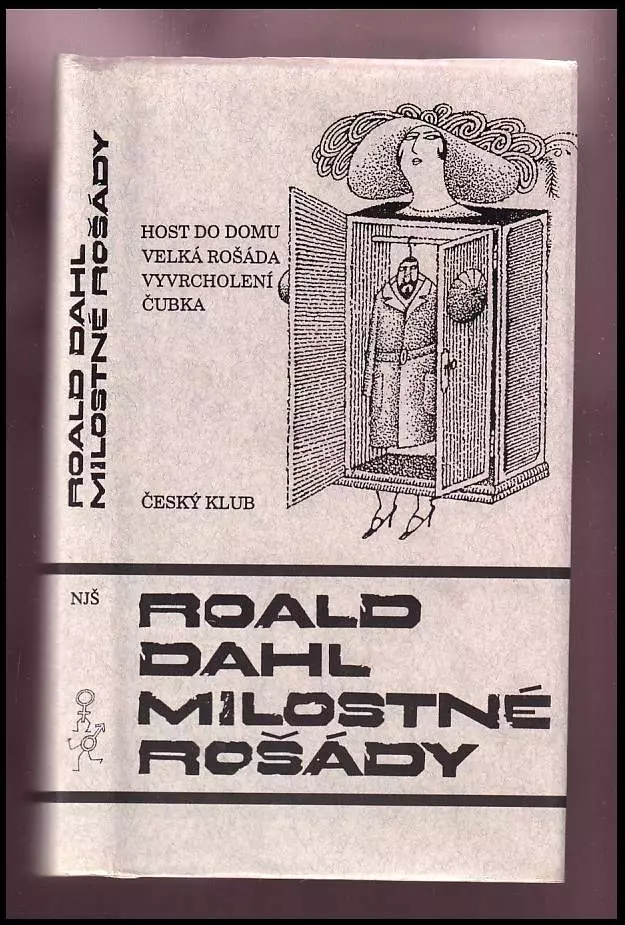 ROALD DAHL
MILOSTNÉ ROŠÁDY
NJŠ
HOST DO DOMU
VELKÁ ROŠÁDA
VYVRCHOLENÍ
ČUBKA
ČESKÝ KLUB
ROALD
DAHL
MILOSTNÉ
ROŠÁDY